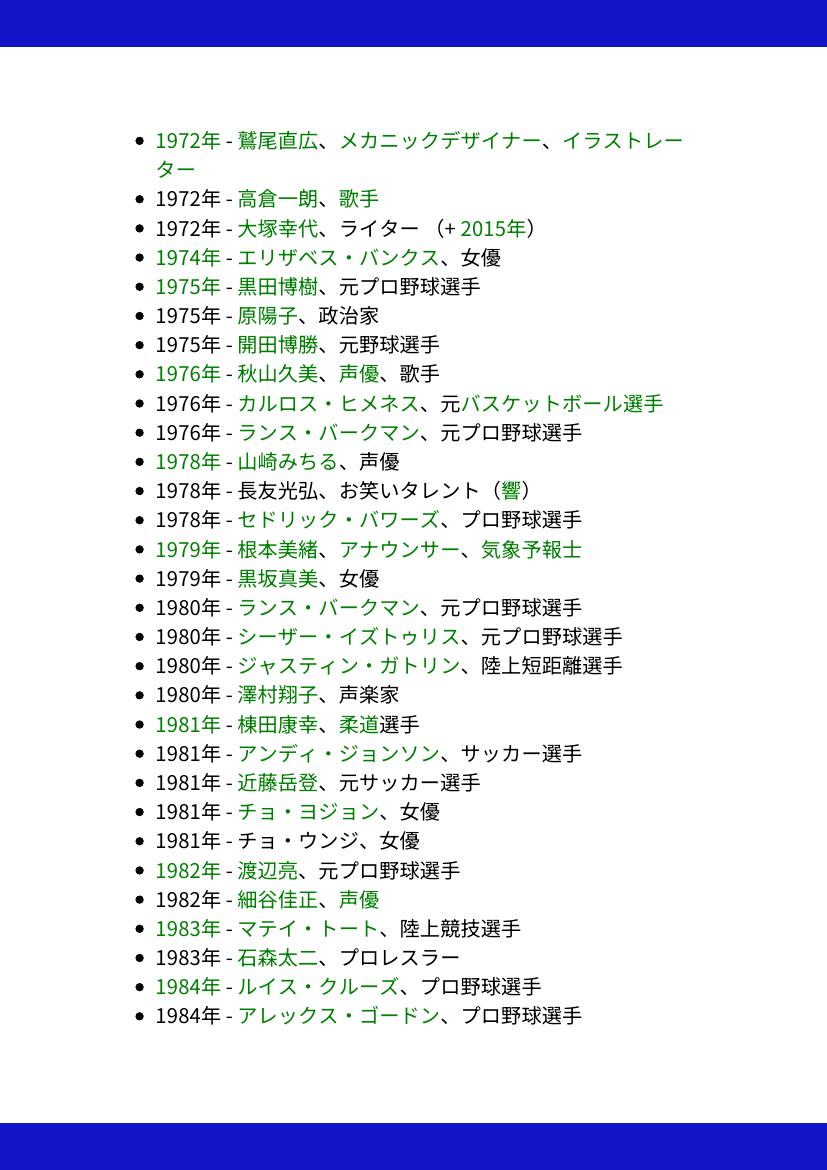 • 1972年 - 鷲尾直広、メカニックデザイナー、イラストレー
ター
• 1972年 - 高倉一朗、歌手
• 1972年 - 大塚幸代、ライター （+ 2015年）
• 1974年 - エリザベス・バンクス、女優
• 1975年 - 黒田博樹、元プロ野球選手
• 1975年 - 原陽子、政治家
• 1975年 - 開田博勝、元野球選手
• 1976年 - 秋山久美、声優、歌手
• 1976年 - カルロス・ヒメネス、元バスケットボール選手
• 1976年 - ランス・バークマン、元プロ野球選手
• 1978年 - 山崎みちる、声優
• 1978年 - 長友光弘、お笑いタレント（響）
• 1978年 - セドリック・バワーズ、プロ野球選手
• 1979年 - 根本美緒、アナウンサー、気象予報士
• 1979年 - 黒坂真美、女優
• 1980年 - ランス・バークマン、元プロ野球選手
• 1980年 - シーザー・イズトゥリス、元プロ野球選手
• 1980年 - ジャスティン・ガトリン、陸上短距離選手
• 1980年 - 澤村翔子、声楽家
• 1981年 - 棟田康幸、柔道選手
• 1981年 - アンディ・ジョンソン、サッカー選手
• 1981年 - 近藤岳登、元サッカー選手
• 1981年 - チョ・ヨジョン、女優
• 1981年 - チョ・ウンジ、女優
• 1982年 - 渡辺亮、元プロ野球選手
• 1982年 - 細谷佳正、声優
• 1983年 - マテイ・トート、陸上競技選手
• 1983年 - 石森太二、プロレスラー
• 1984年 - ルイス・クルーズ、プロ野球選手
• 1984年 - アレックス・ゴードン、プロ野球選手